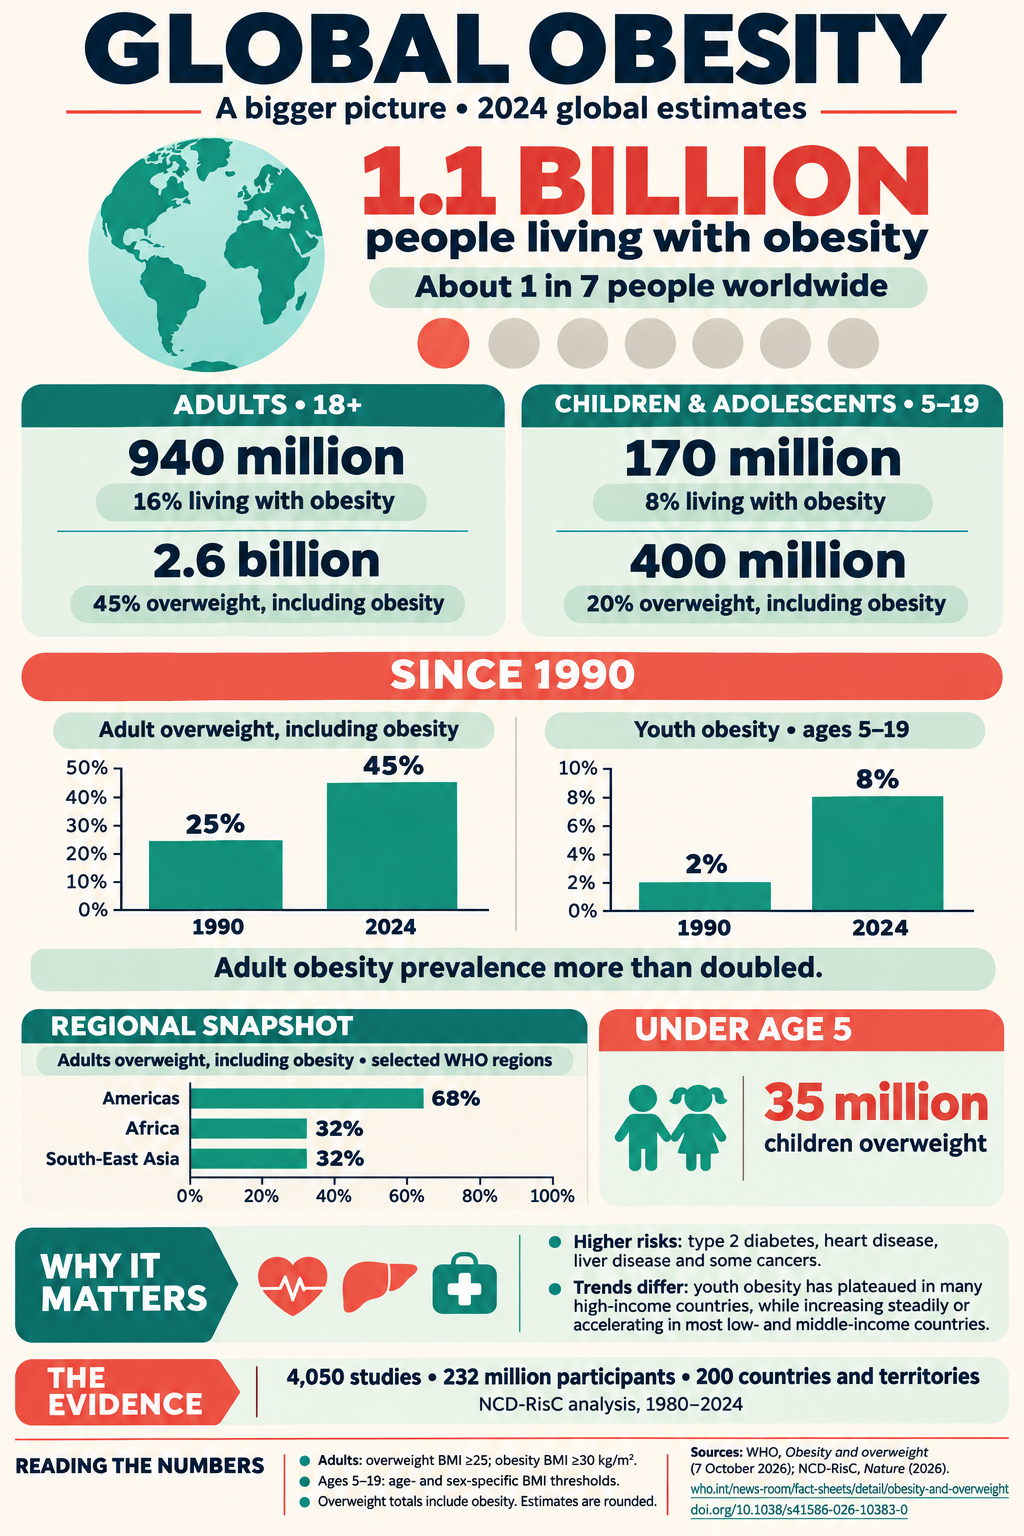 GLOBAL OBESITY
A bigger picture • 2024 global estimates
1.1 BILLION
people living with obesity
About 1 in 7 people worldwide
ADULTS • 18+
940 million
16% living with obesity
2.6 billion
45% overweight, including obesity
CHILDREN & ADOLESCENTS • 5–19
170 million
8% living with obesity
400 million
20% overweight, including obesity
SINCE 1990
Adult overweight, including obesity
50%
40%
30%
20%
10%
0%
25%
45%
1990
2024
Youth obesity • ages 5–19
10%
8%
6%
4%
2%
0%
2%
8%
1990
2024
Adult obesity prevalence more than doubled.
REGIONAL SNAPSHOT
Adults overweight, including obesity • selected WHO regions
Americas 68%
Africa 32%
South-East Asia 32%
0% 20% 40% 60% 80% 100%
UNDER AGE 5
35 million
children overweight
WHY IT
MATTERS
Higher risks: type 2 diabetes, heart disease,
liver disease and some cancers.
Trends differ: youth obesity has plateaued in many
high-income countries, while increasing steadily or
accelerating in most low- and middle-income countries.
THE
EVIDENCE
4,050 studies • 232 million participants • 200 countries and territories
NCD-RisC analysis, 1980–2024
READING THE NUMBERS
Adults: overweight BMI ≥25; obesity BMI ≥30 kg/m².
Ages 5–19: age- and sex-specific BMI thresholds.
Overweight totals include obesity. Estimates are rounded.
Sources: WHO, Obesity and overweight
(7 October 2026); NCD-RisC, Nature (2026).
who.int/news-room/fact-sheets/detail/obesity-and-overweight
doi.org/10.1038/s41586-026-10383-0